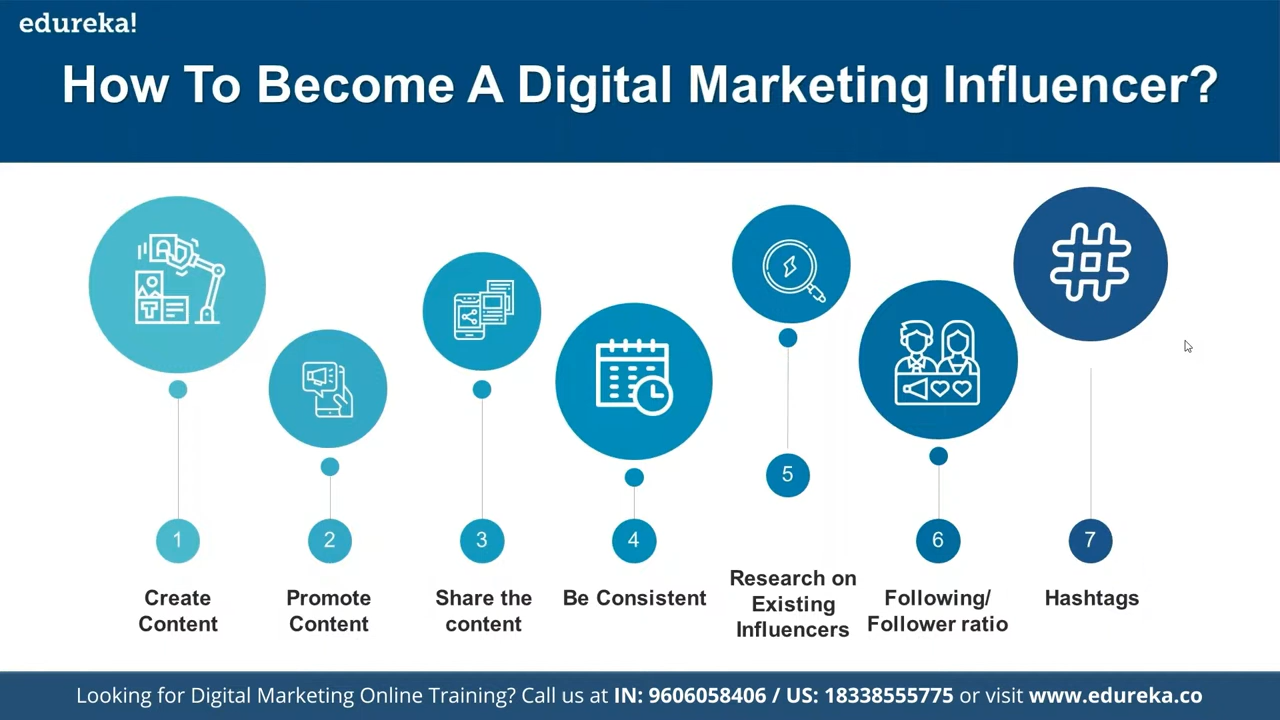 edureka!
How To Become A Digital Marketing Influencer?
AD
T
#
1
2
3
4
5
6
7
Create
Content
Promote
Content
Share the
content
Be Consistent
Research on
Existing
Influencers
Following/
Follower ratio
Hashtags
Looking for Digital Marketing Online Training? Call us at IN: 9606058406 / US: 18338555775 or visit www.edureka.co